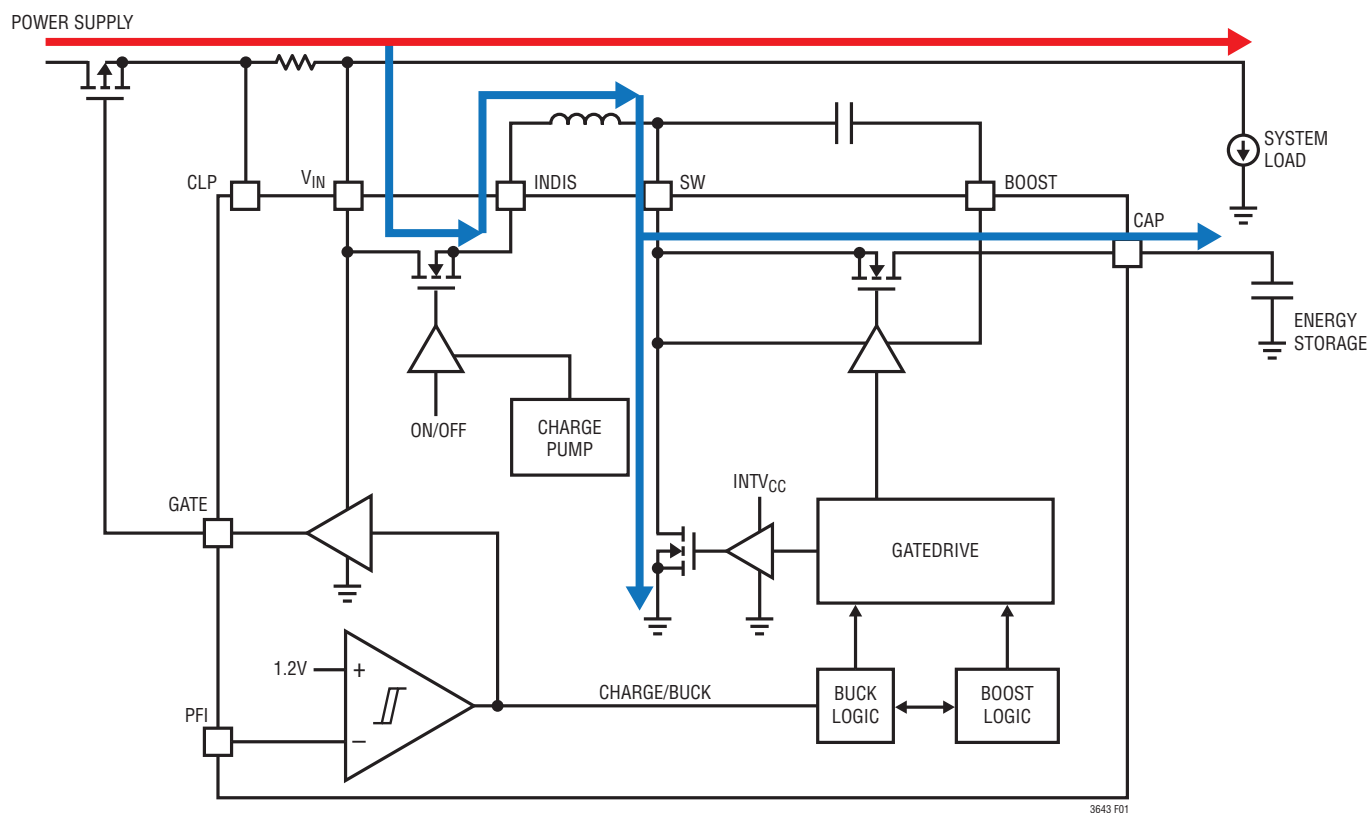 POWER SUPPLY
SYSTEM
LOAD
CLP
VIN
INDIS
SW
BOOST
CAP
ENERGY
STORAGE
ON/OFF
CHARGE
PUMP
GATE
INTVCC
GATEDRIVE
1.2V
+
CHARGE/BUCK
BUCK
LOGIC
BOOST
LOGIC
PFI
–
3643 F01